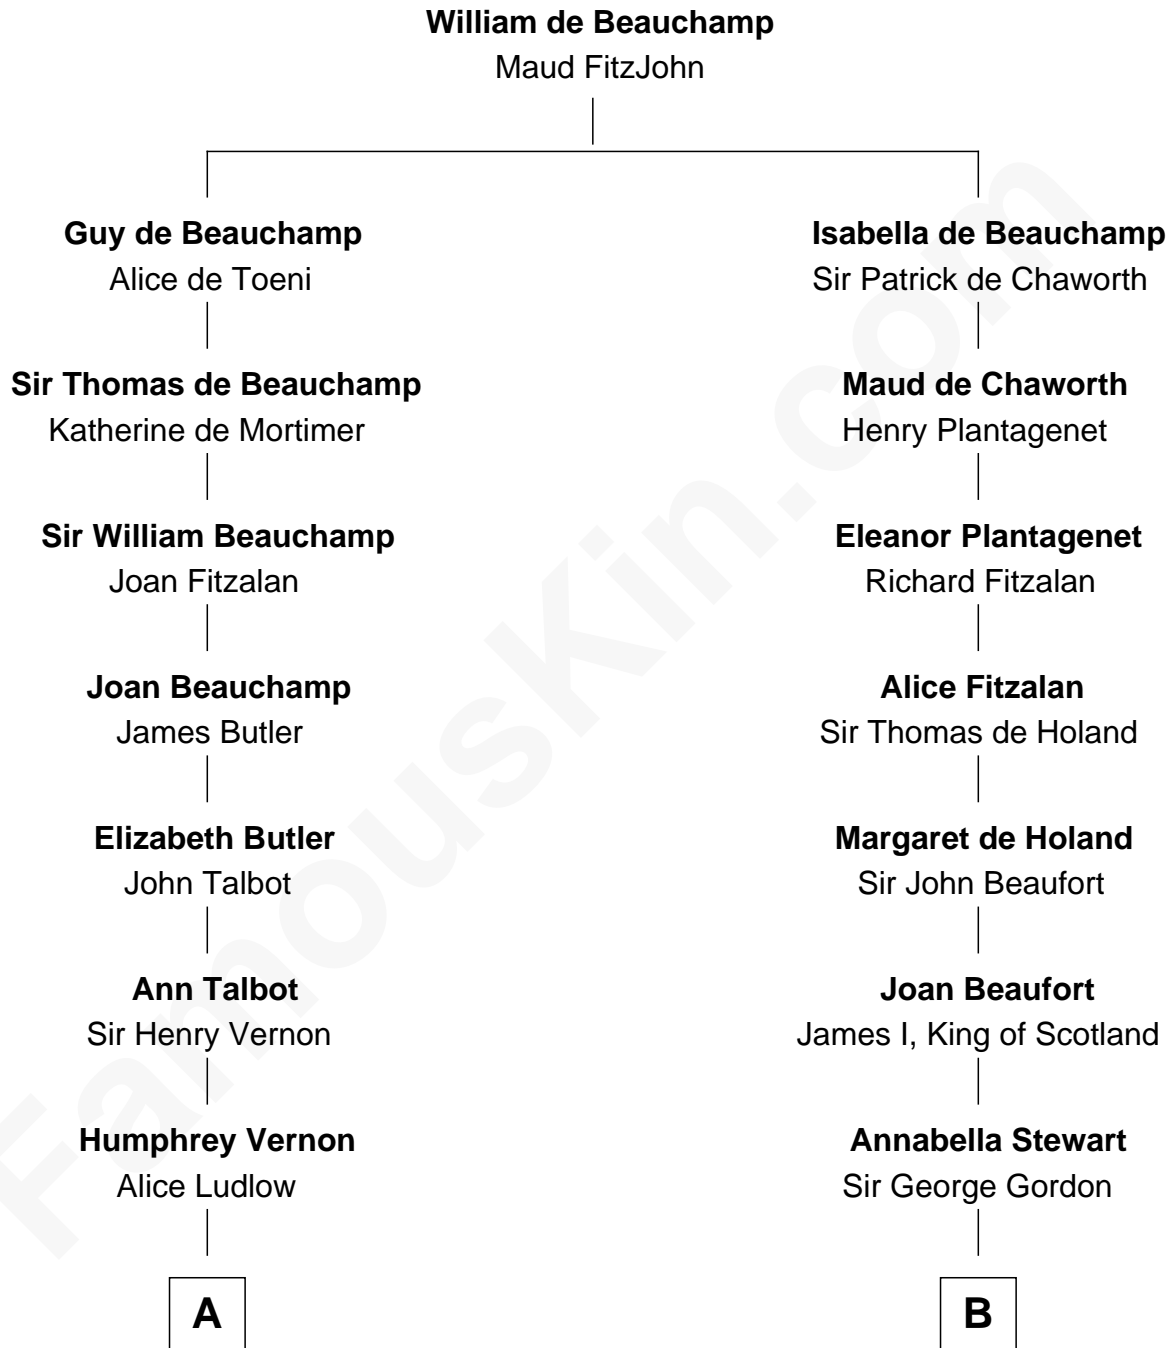 William de Beauchamp
Maud FitzJohn
Guy de Beauchamp
Alice de Toeni
Isabella de Beauchamp
Sir Patrick de Chaworth
Sir Thomas de Beauchamp
Katherine de Mortimer
Maud de Chaworth
Henry Plantagenet
Sir William Beauchamp
Joan Fitzalan
Eleanor Plantagenet
Richard Fitzalan
Joan Beauchamp
James Butler
Alice Fitzalan
Sir Thomas de Holand
Elizabeth Butler
John Talbot
Margaret de Holand
Sir John Beaufort
Ann Talbot
Sir Henry Vernon
Joan Beaufort
James I, King of Scotland
Humphrey Vernon
Alice Ludlow
Annabella Stewart
Sir George Gordon
A
B
FamousKin.com